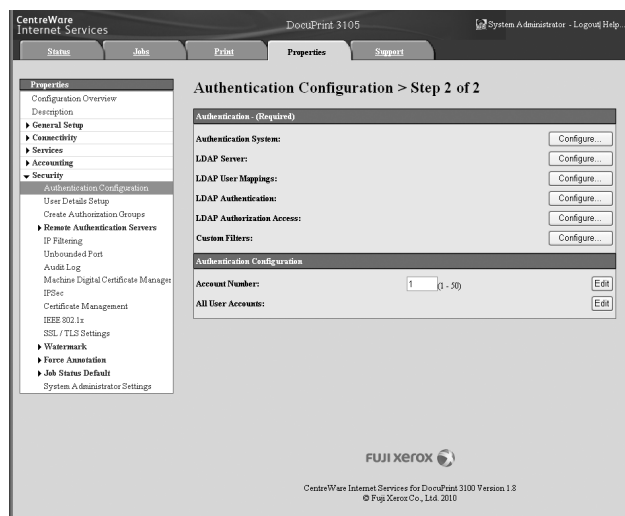 CentreWare
Internet Services
DocuPrint 3105
System Administrator - Logout| Help...
Status
Jobs
Print
Properties
Support
Properties
Configuration Overview
Description
General Setup
Connectivity
Services
Accounting
Security
Authentication Configuration
User Details Setup
Create Authorization Groups
Remote Authentication Servers
IP Filtering
Unbounded Port
Audit Log
Machine Digital Certificate Manager
IPSec
Certificate Management
IEEE 802.1x
SSL / TLS Settings
Watermark
Force Annotation
Job Status Default
System Administrator Settings
Authentication Configuration > Step 2 of 2
Authentication - (Required)
Authentication System: Configure...
LDAP Server: Configure...
LDAP User Mappings: Configure...
LDAP Authentication: Configure...
LDAP Authorization Access: Configure...
Custom Filters: Configure...
Authentication Configuration
Account Number: 1 (1 - 50) Edit
All User Accounts: Edit
FUJI xerox
CentreWare Internet Services for DocuPrint 3100 Version 1.8
© Fuji Xerox Co., Ltd. 2010